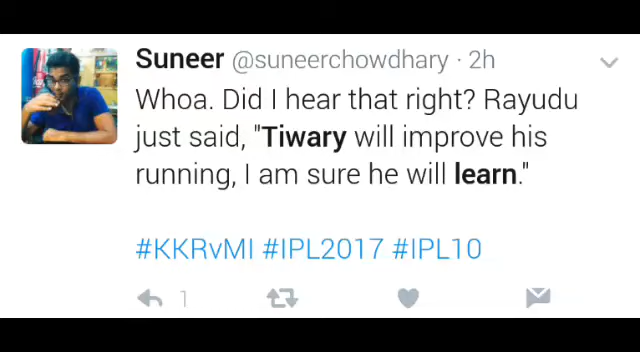 Suneer @suneerchowdhary · 2h
Whoa. Did I hear that right? Rayudu
just said, "Tiwary will improve his
running, I am sure he will learn."
#KKRvMI #IPL2017 #IPL10
1